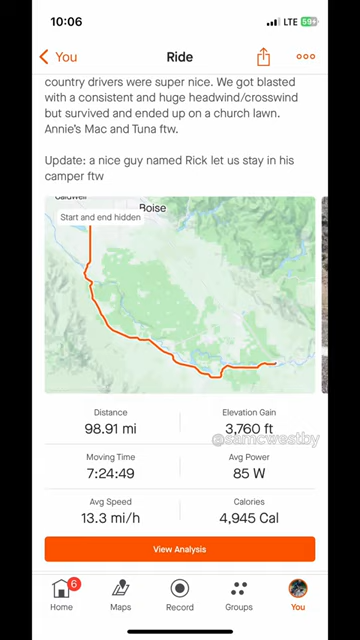 10:06
LTE 59
You
Ride
country drivers were super nice. We got blasted
with a consistent and huge headwind/crosswind
but survived and ended up on a church lawn.
Annie's Mac and Tuna ftw.
Update: a nice guy named Rick let us stay in his
camper ftw
Caldwell
Boise
Start and end hidden
Distance
98.91 mi
Elevation Gain
3,760 ft
@samcwestby
Moving Time
7:24:49
Avg Power
85 W
Avg Speed
13.3 mi/h
Calories
4,945 Cal
View Analysis
6
Home
Maps
Record
Groups
You